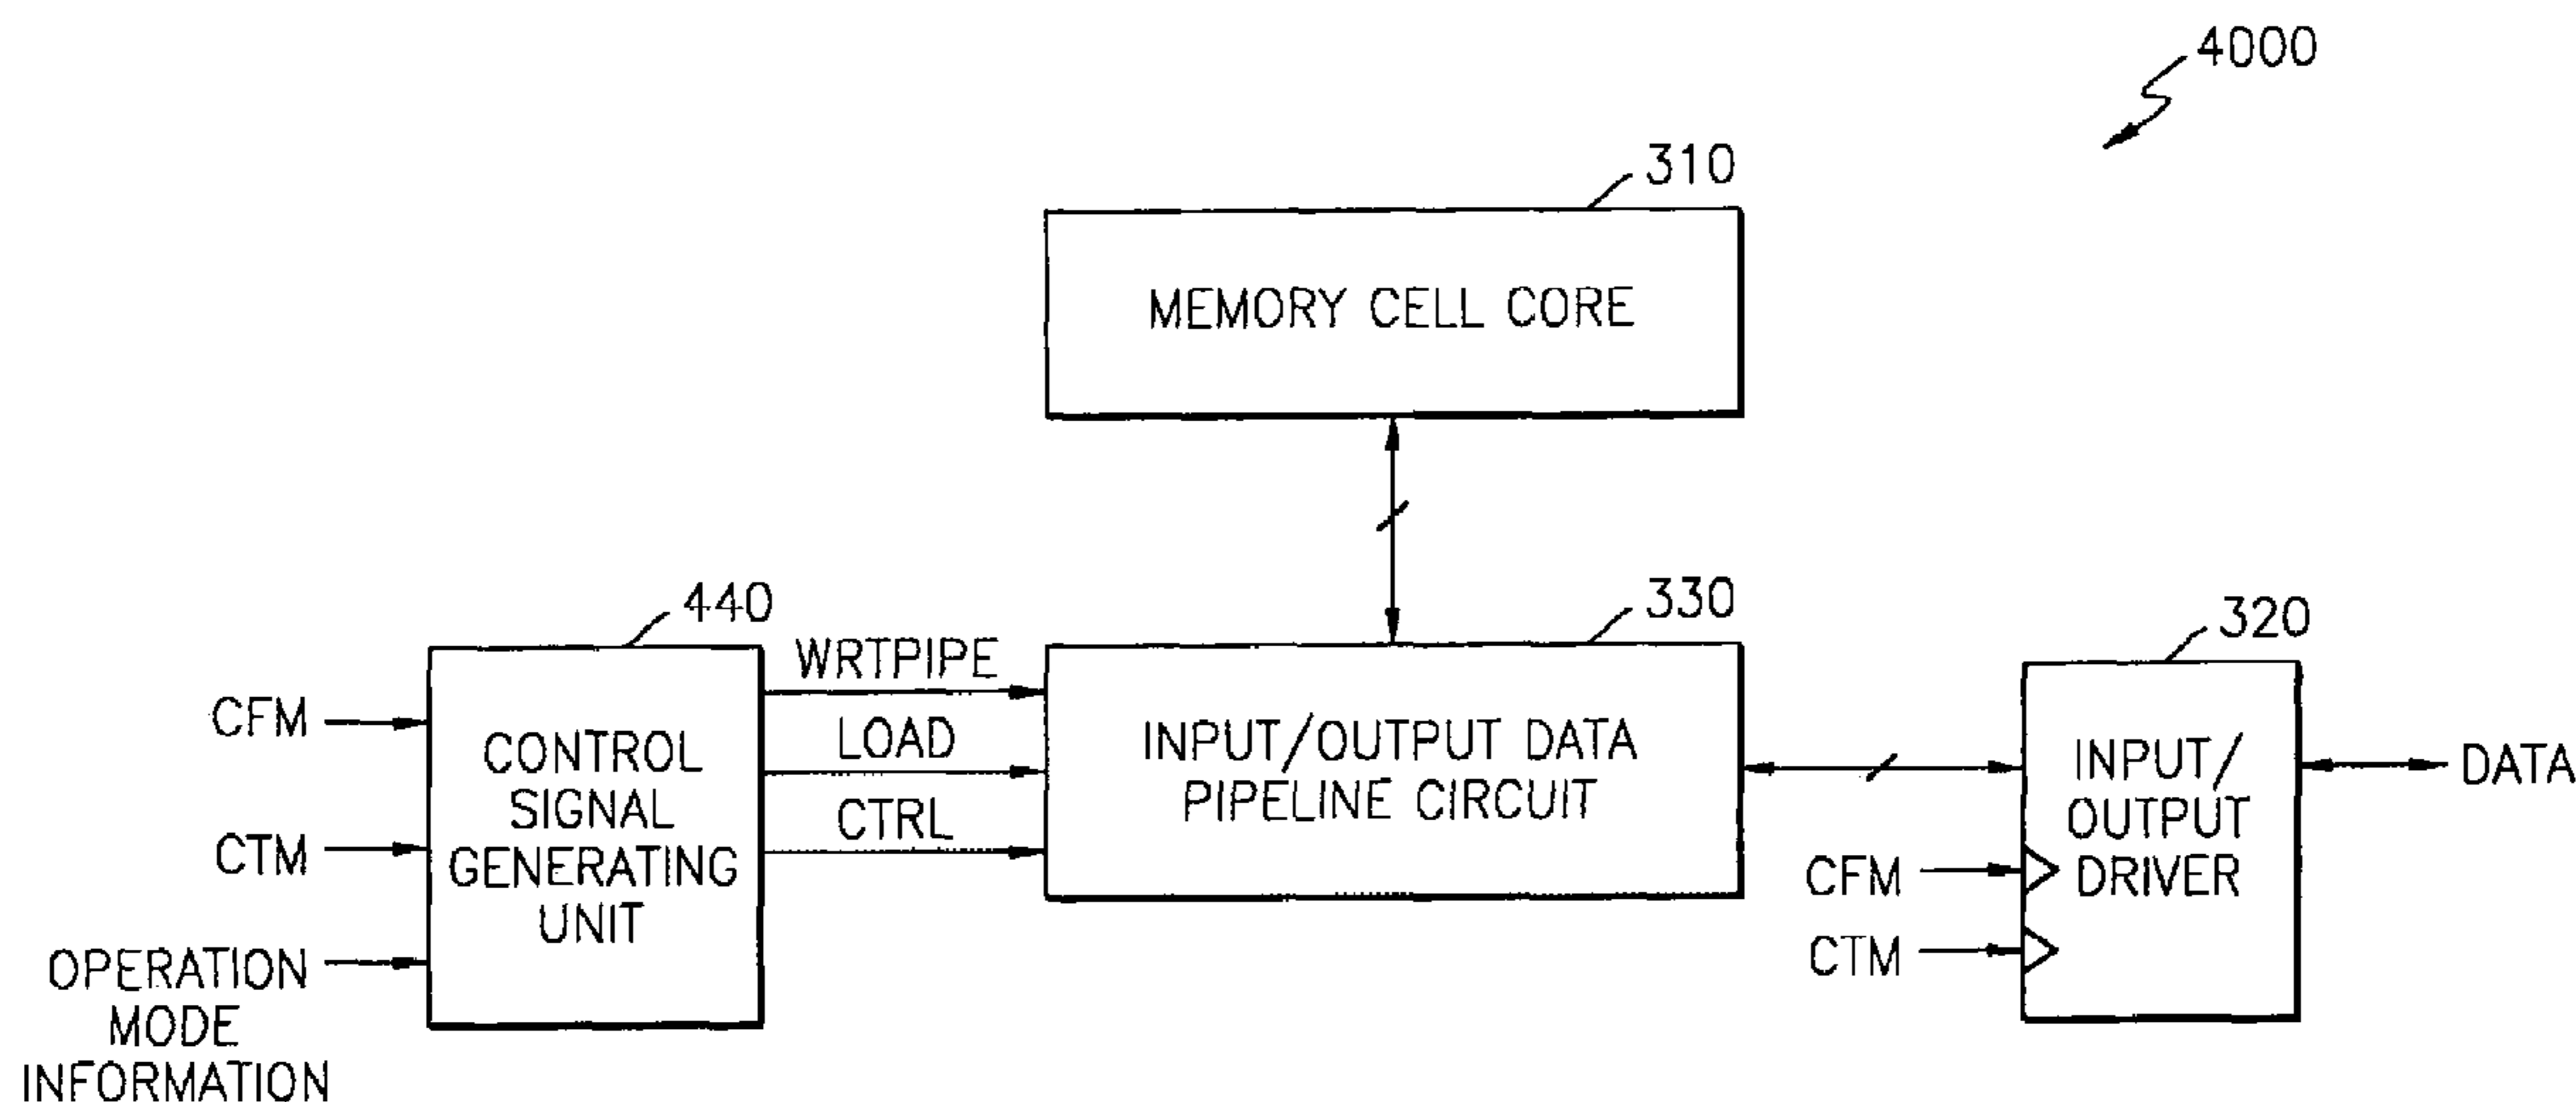 4000
310
MEMORY CELL CORE
440
330
320
WRTPIPE
LOAD
CTRL
CFM
CTM
OPERATION
MODE
INFORMATION
CONTROL
SIGNAL
GENERATING
UNIT
INPUT/OUTPUT DATA
PIPELINE CIRCUIT
INPUT/
OUTPUT
DRIVER
CFM
CTM
DATA